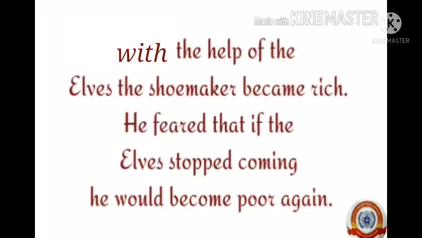 Made with KINEMASTER
KINEMASTER
with the help of the
Elves the shoemaker became rich.
He feared that if the
Elves stopped coming
he would become poor again.